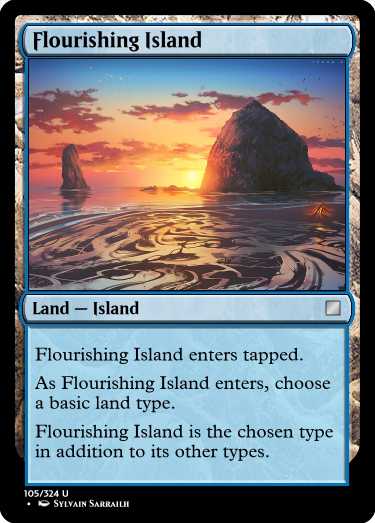 Flourishing Island
Land — Island
Flourishing Island enters tapped.
As Flourishing Island enters, choose
a basic land type.
Flourishing Island is the chosen type
in addition to its other types.
105/324 U
• Sylvain Sarrailh